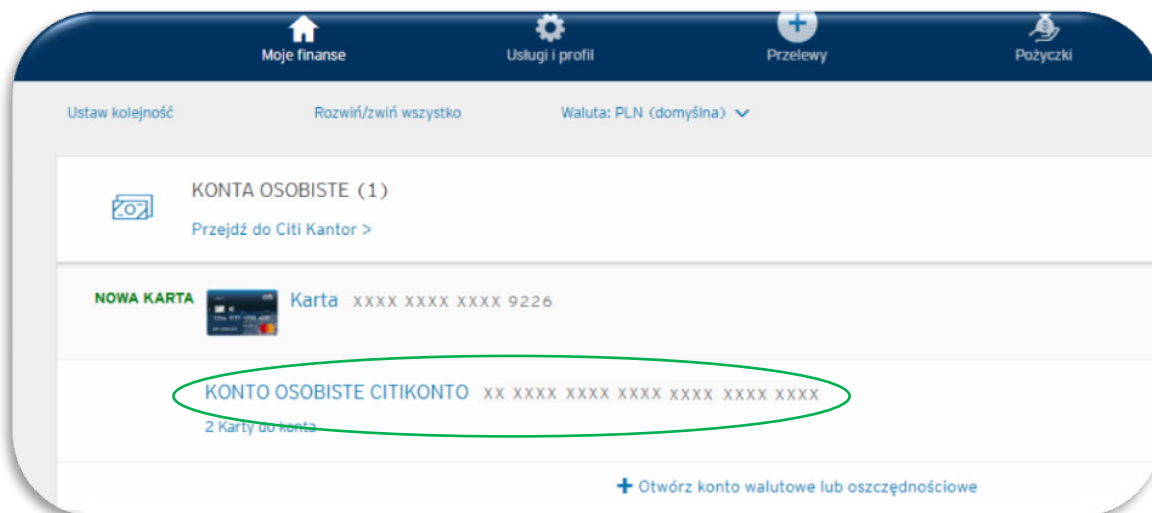 Moje finanse
Usługi i profil
Przelewy
Pożyczki
Ustaw kolejność
Rozwiń/zwiń wszystko
Waluta: PLN (domyślna)
KONTA OSOBISTE (1)
Przejdź do Citi Kantor >
NOWA KARTA
Karta XXXX XXXX XXXX 9226
KONTO OSOBISTE CITIKONTO XX XXXX XXXX XXXX XXXX XXXX XXXX
2 Karty do konta
+ Otwórz konto walutowe lub oszczędnościowe